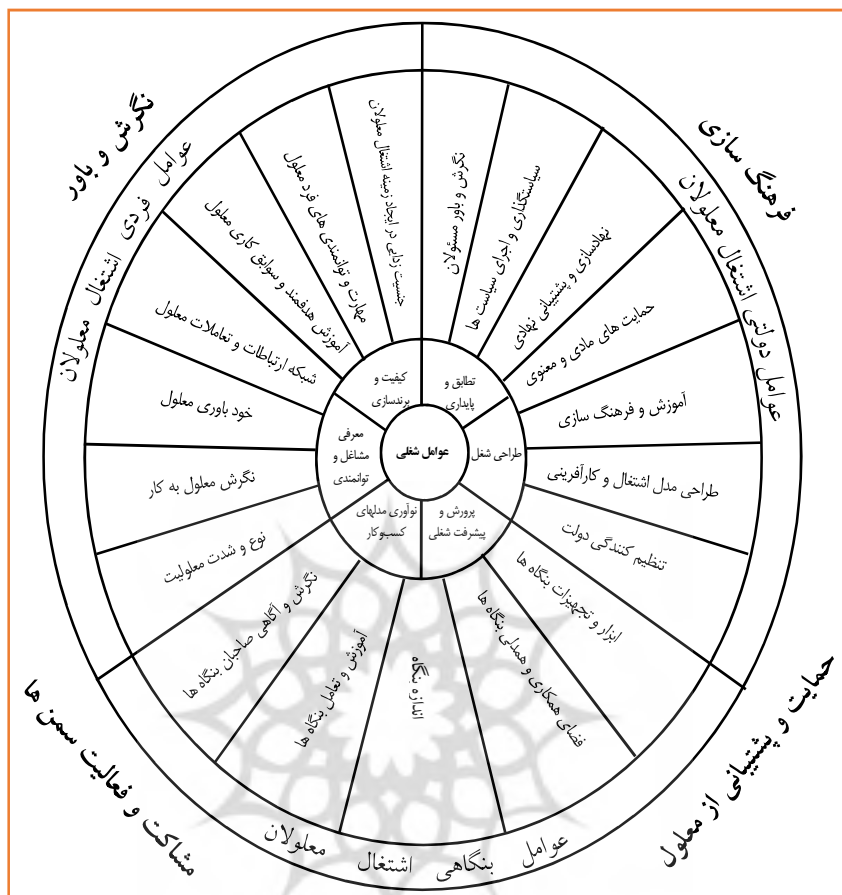 نگرش و باور
فرهنگ سازی
حمایت و پشتیبانی از معلول
مشاکت و فعالیت سمن ها
عوامل فردی اشتغال معلولان
عوامل دولتی اشتغال معلولان
عوامل بنگاهی اشتغال معلولان
نگرش و باور مسئولان
سیاستگذاری و اجرای سیاست ها
نهادسازی و پشتیبانی نهادی
حمایت های مادی و معنوی
آموزش و فرهنگ سازی
طراحی مدل اشتغال و کارآفرینی
تنظیم کنندگی دولت
ابزار و تجهیزات بنگاه ها
فضای همکاری و همدلی بنگاه ها
اندازه بنگاه
آموزش و تعامل بنگاه ها
نگرش و آگاهی صاحبان بنگاه ها
نوع و شدت معلولیت
نگرش معلول به کار
خود باوری معلول
شبکه ارتباطات و تعاملات معلول
آموزش هدفمند و سوابق کاری معلول
مهارت و توانمندی های فرد معلول
جنسیت زدایی در ایجاد زمینه اشتغال معلولان
تطابق و
پایداری
طراحی شغل
پرورش و
پیشرفت شغلی
نوآوری مدلهای
کسب‌وکار
معرفی
مشاغل و
توانمندی
کیفیت و
برندسازی
عوامل شغلی